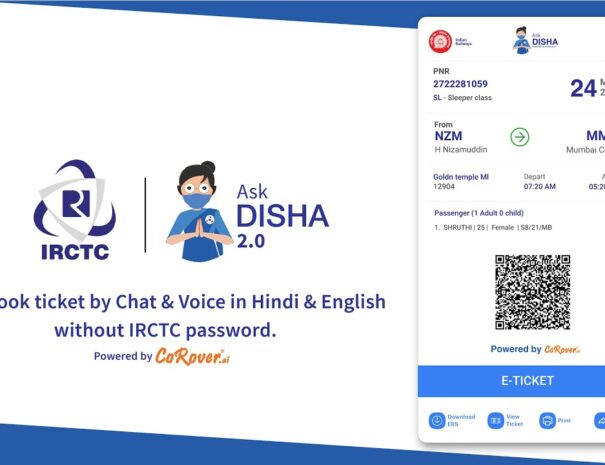 IRCTC
Ask
DISHA
2.0
ook ticket by Chat & Voice in Hindi & English
without IRCTC password.
Powered by CoRover.ai
Indian
Railways
Ask
DISHA
PNR
2722281059
SL - Sleeper class
24 M
2
From
NZM
H Nizamuddin
MM
Mumbai C
Goldn temple MI
12904
Depart
07:20 AM
A
05:20
Passenger (1 Adult 0 child)
1. SHRUTHI | 25 | Female | S8/21/MB
Powered by CoRover.ai
E-TICKET
Download
ERS
View
Ticket
Print